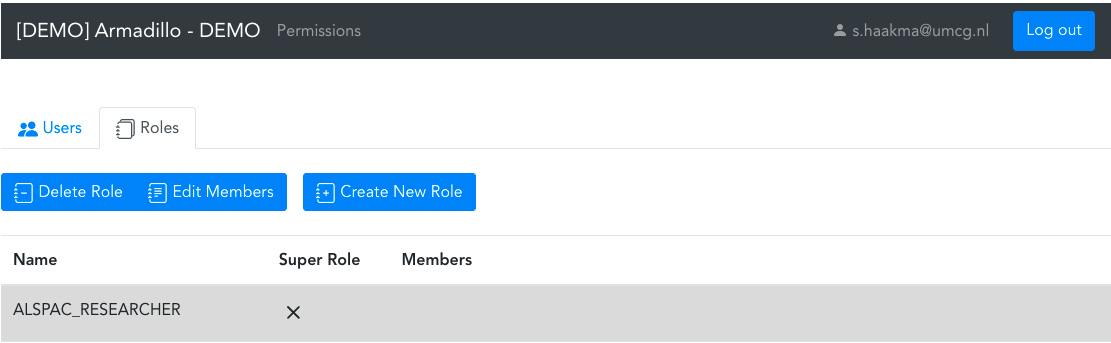 [DEMO] Armadillo - DEMO Permissions s.haakma@umcg.nl Log out
Users Roles
Delete Role Edit Members Create New Role
Name Super Role Members
ALSPAC_RESEARCHER